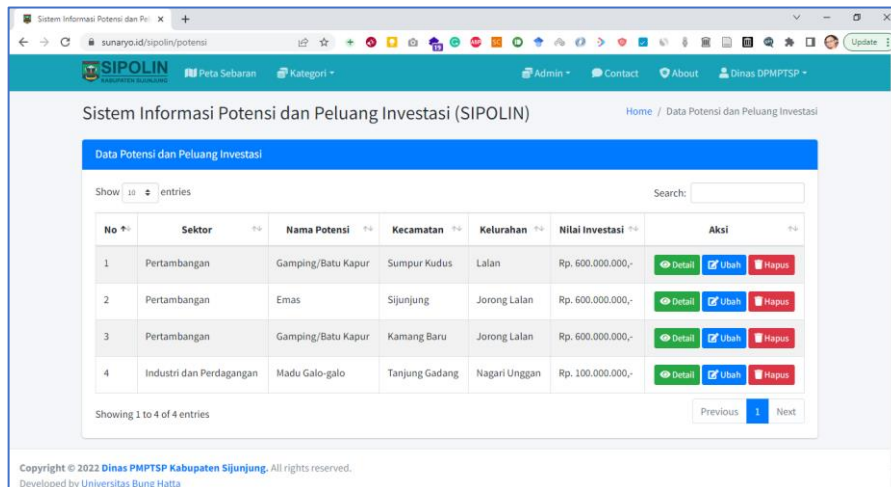 Sistem Informasi Potensi dan Pel
sunaryo.id/sipolin/potensi
Update
SIPOLIN
KABUPATEN SIJUNJUNG
Peta Sebaran
Kategori
Admin
Contact
About
Dinas DPMPTSP
Sistem Informasi Potensi dan Peluang Investasi (SIPOLIN)
Home / Data Potensi dan Peluang Investasi
Data Potensi dan Peluang Investasi
Show 10 entries
Search:
No Sektor Nama Potensi Kecamatan Kelurahan Nilai Investasi Aksi
1 Pertambangan Gamping/Batu Kapur Sumpur Kudus Lalan Rp. 600.000.000,- Detail Ubah Hapus
2 Pertambangan Emas Sijunjung Jorong Lalan Rp. 600.000.000,- Detail Ubah Hapus
3 Pertambangan Gamping/Batu Kapur Kamang Baru Jorong Lalan Rp. 600.000.000,- Detail Ubah Hapus
4 Industri dan Perdagangan Madu Galo-galo Tanjung Gadang Nagari Unggan Rp. 100.000.000,- Detail Ubah Hapus
Showing 1 to 4 of 4 entries
Previous 1 Next
Copyright © 2022 Dinas PMPTSP Kabupaten Sijunjung. All rights reserved.
Developed by Universitas Bung Hatta